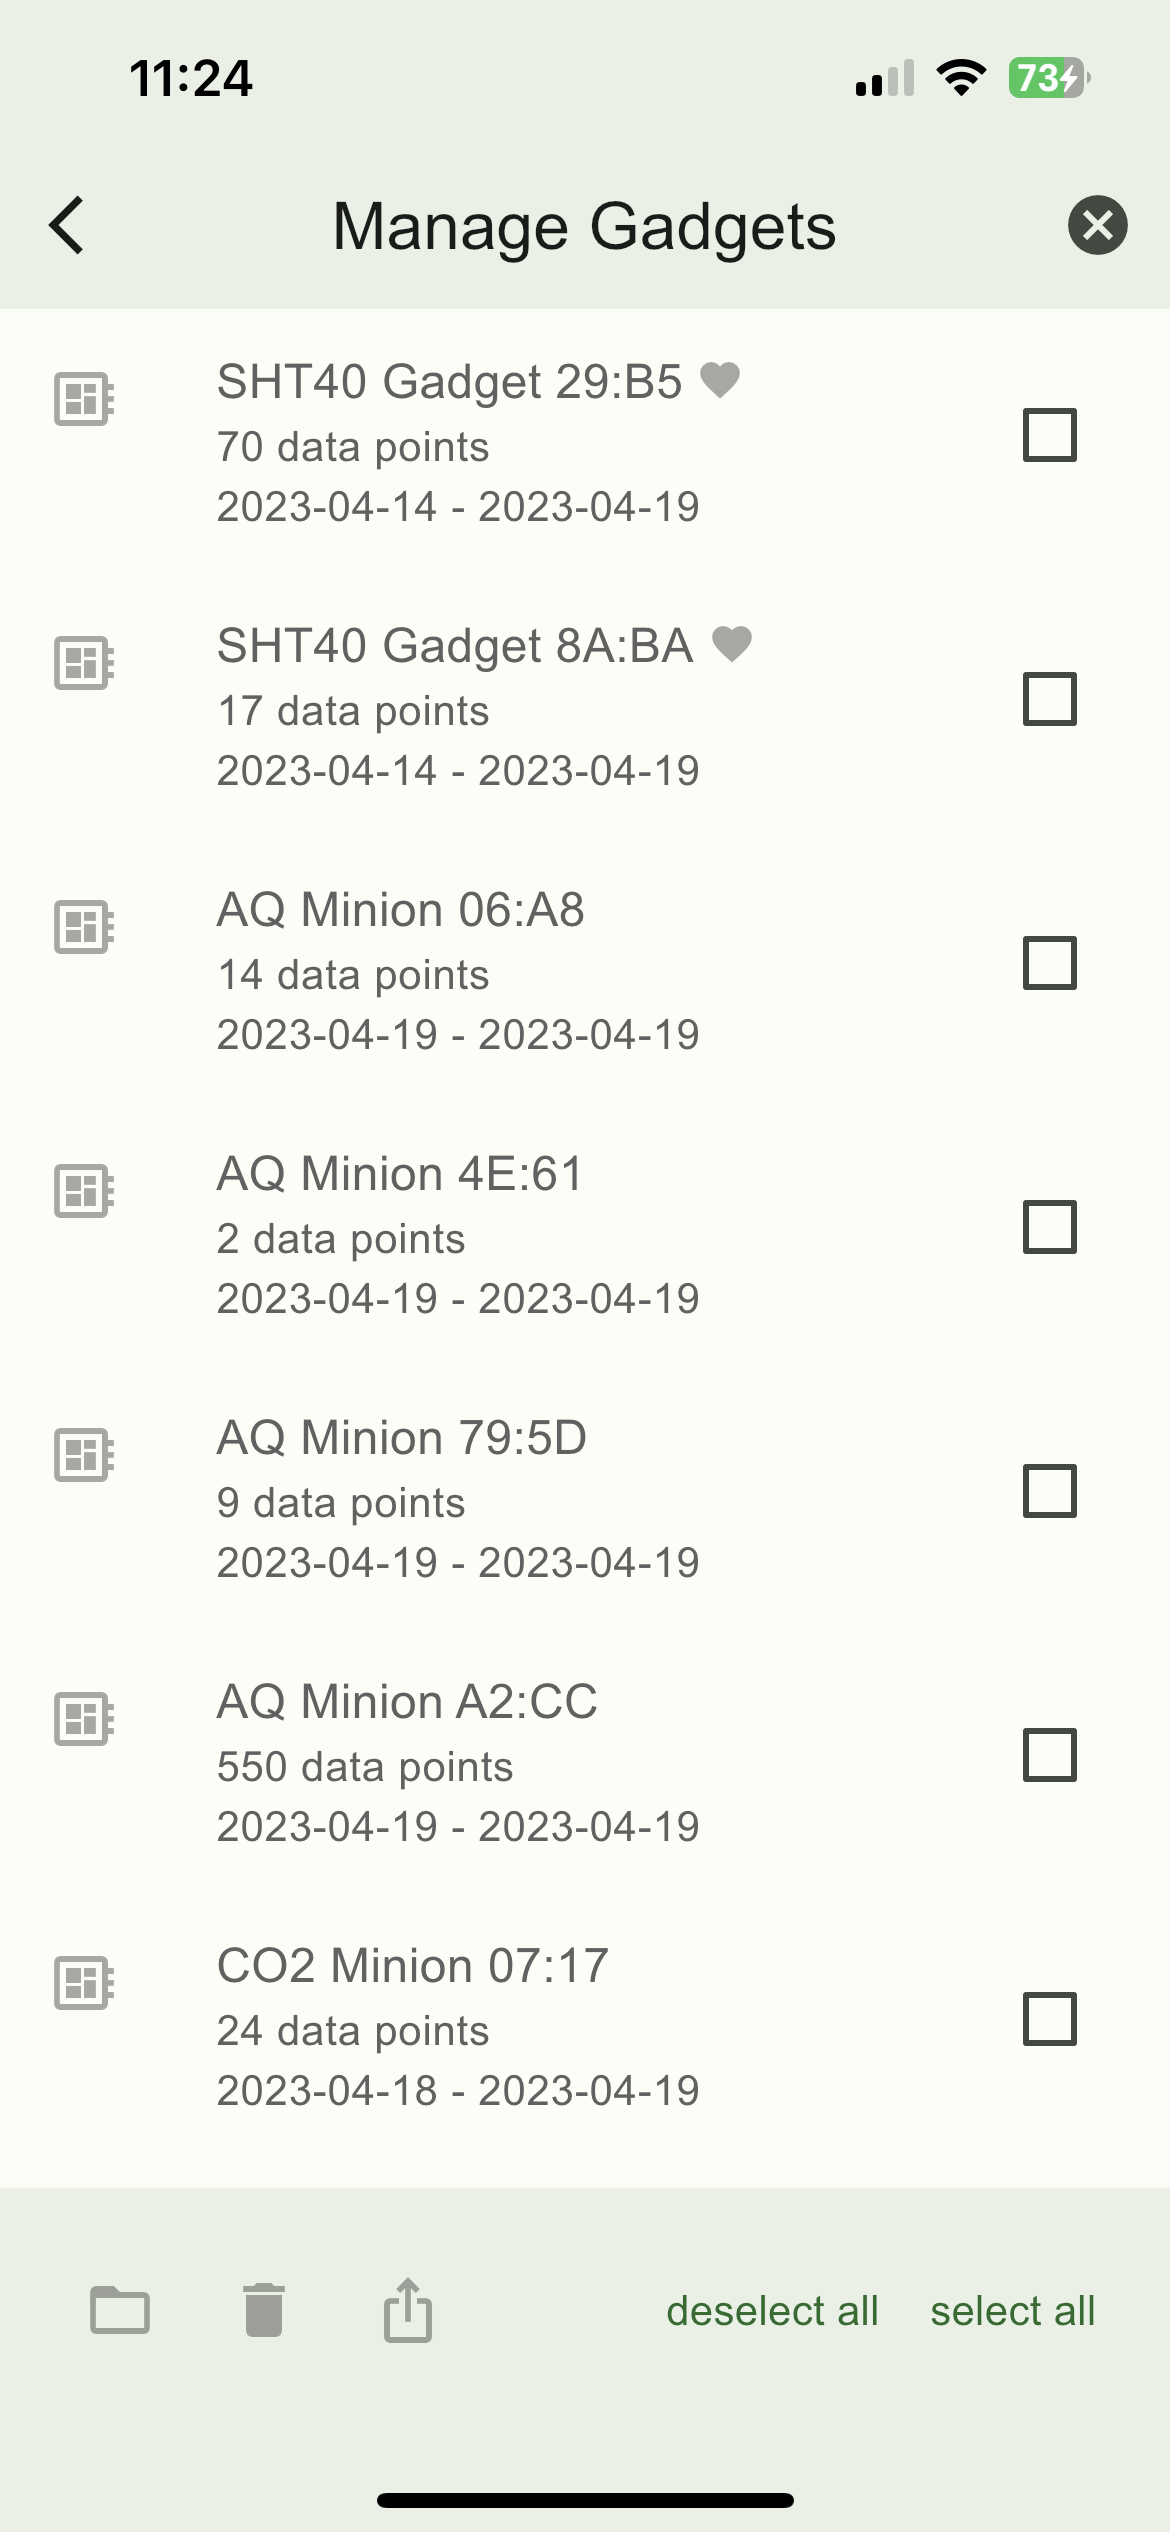 11:24
73
Manage Gadgets
SHT40 Gadget 29:B5
70 data points
2023-04-14 - 2023-04-19
SHT40 Gadget 8A:BA
17 data points
2023-04-14 - 2023-04-19
AQ Minion 06:A8
14 data points
2023-04-19 - 2023-04-19
AQ Minion 4E:61
2 data points
2023-04-19 - 2023-04-19
AQ Minion 79:5D
9 data points
2023-04-19 - 2023-04-19
AQ Minion A2:CC
550 data points
2023-04-19 - 2023-04-19
CO2 Minion 07:17
24 data points
2023-04-18 - 2023-04-19
deselect all select all